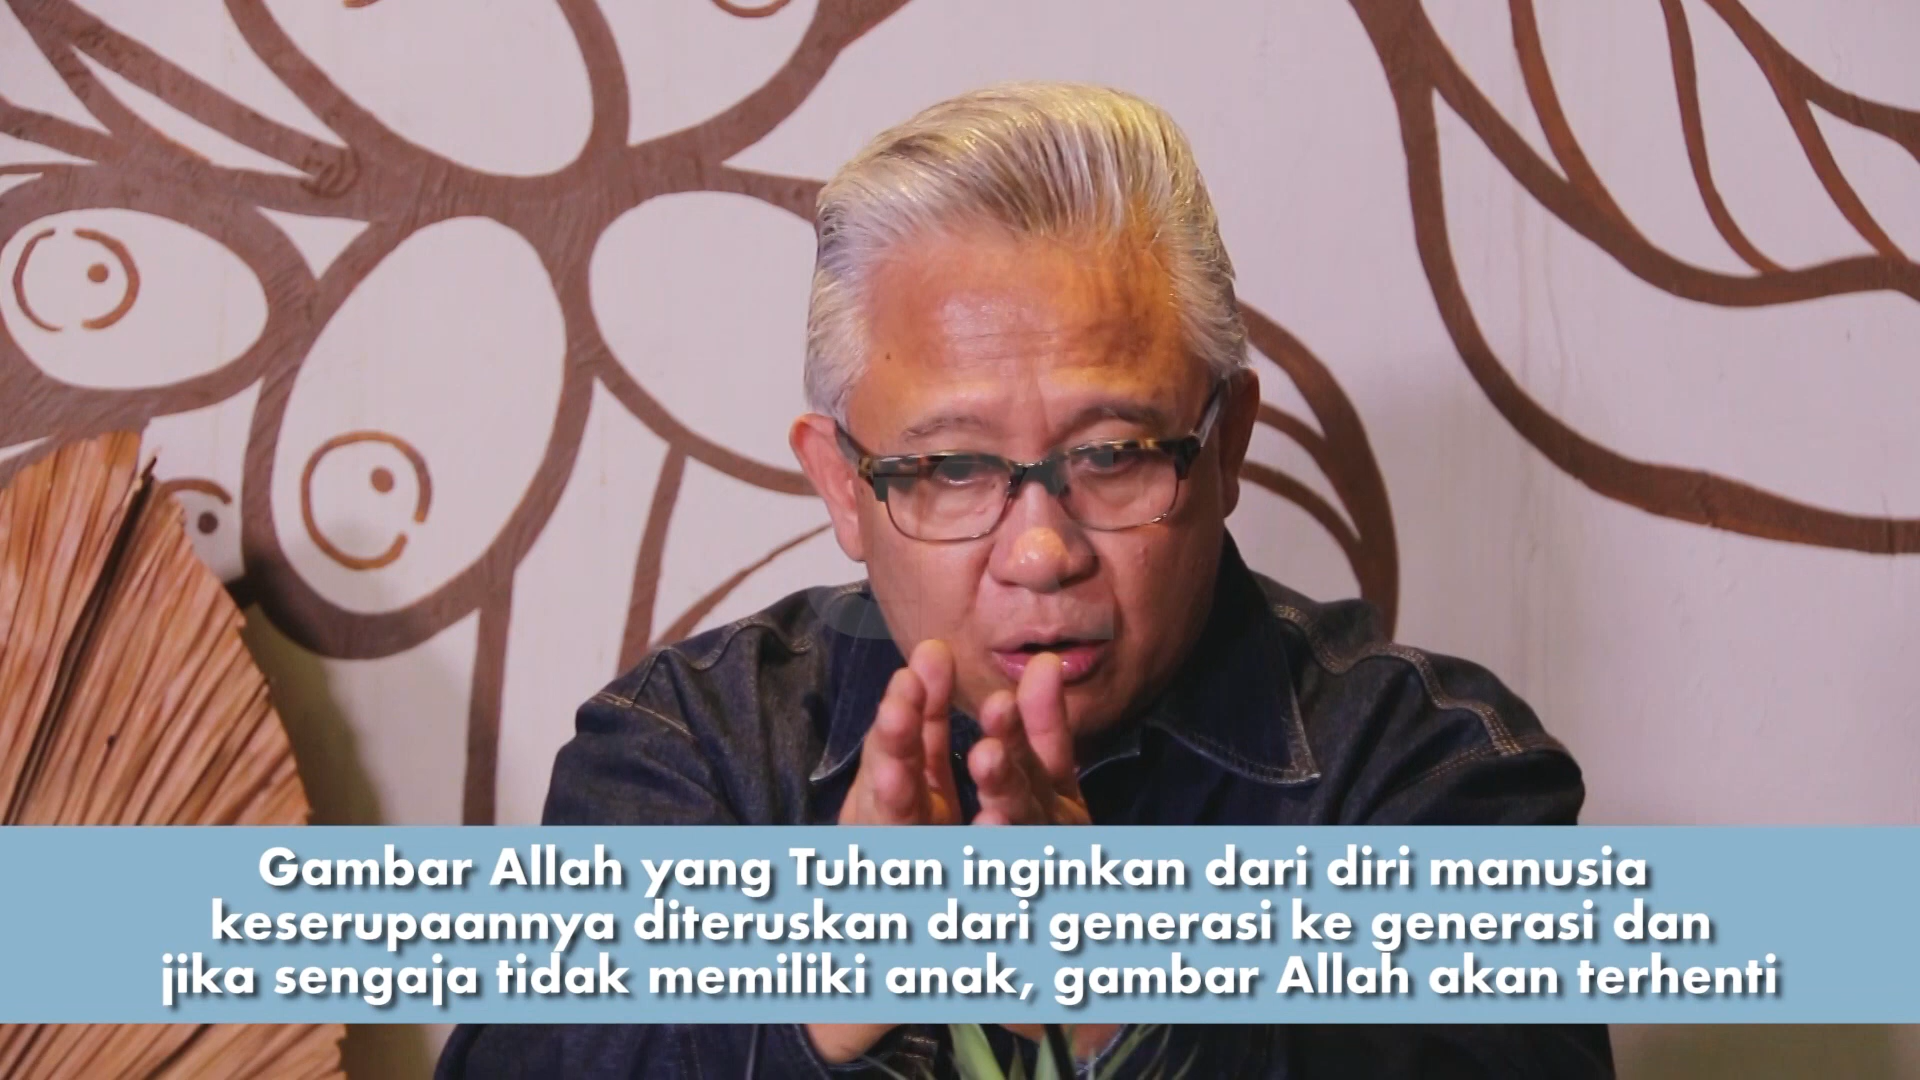 Gambar Allah yang Tuhan inginkan dari diri manusia
keserupaannya diteruskan dari generasi ke generasi dan
jika sengaja tidak memiliki anak, gambar Allah akan terhenti